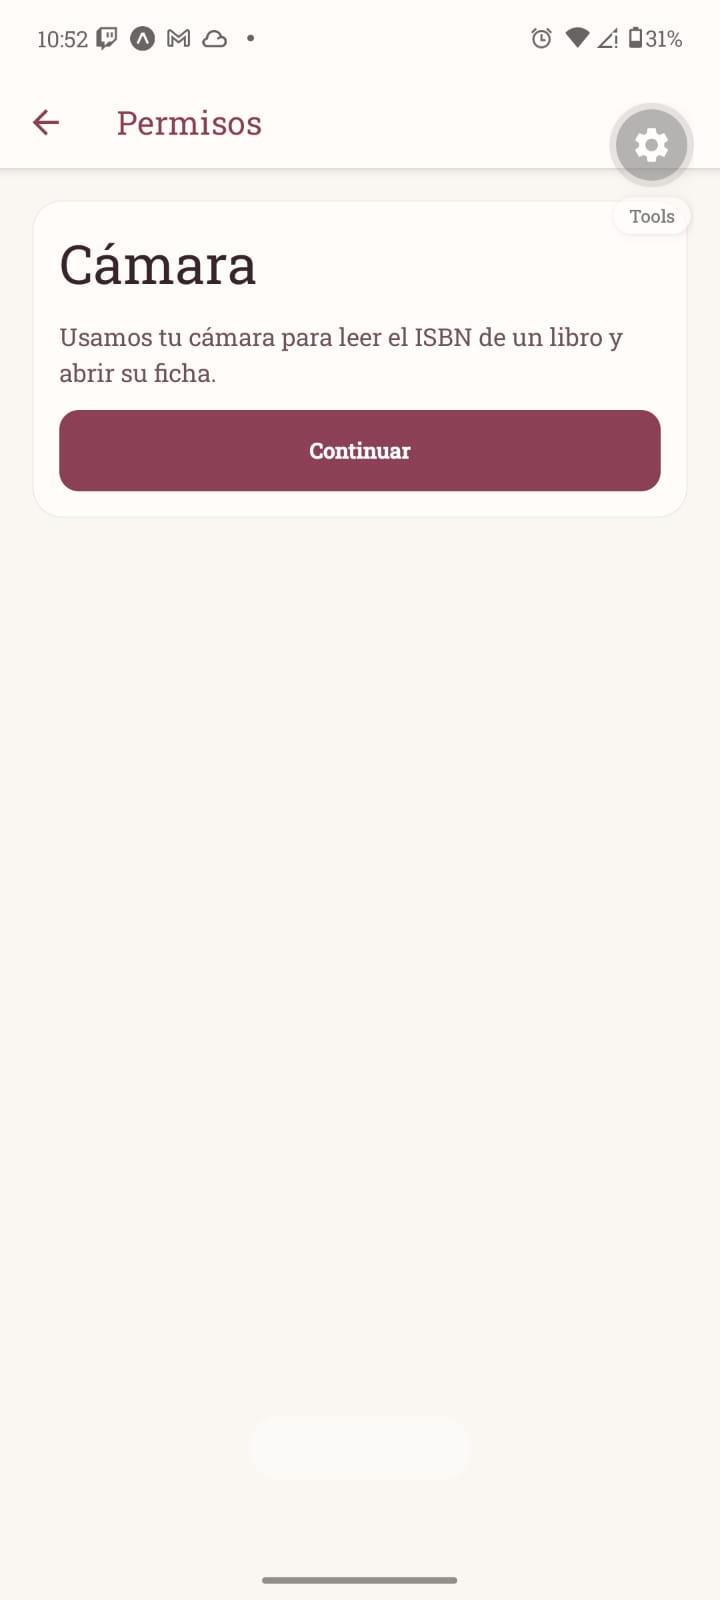 10:52
31%
Permisos
Tools
Cámara
Usamos tu cámara para leer el ISBN de un libro y
abrir su ficha.
Continuar